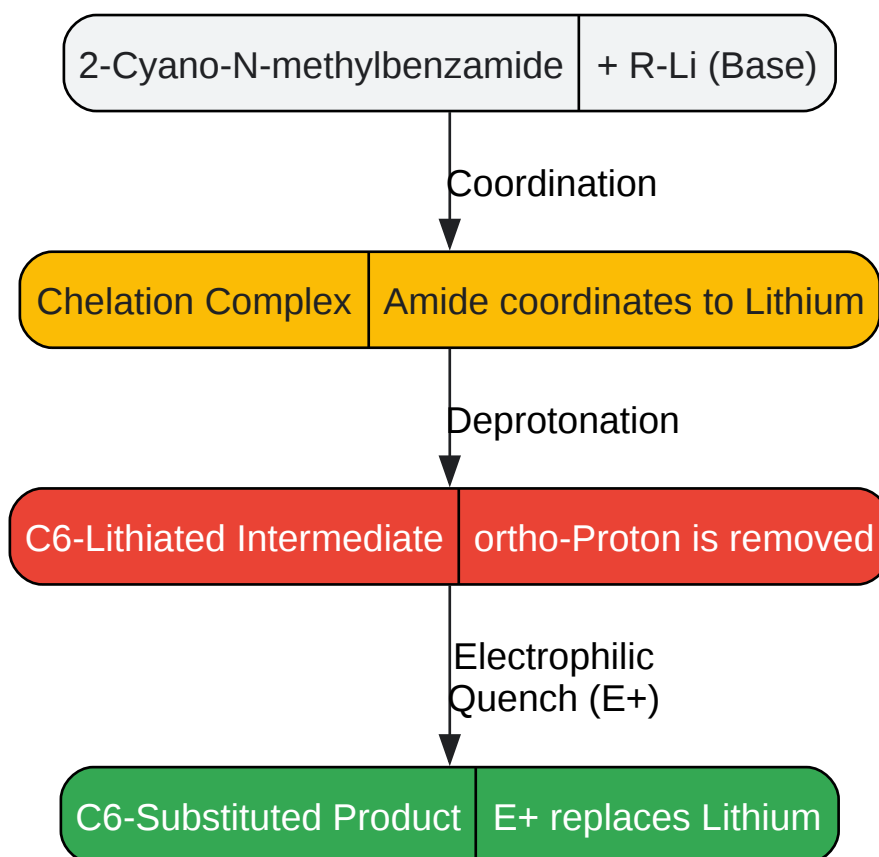 2-Cyano-N-methylbenzamide + R-Li (Base)
Coordination
Chelation Complex Amide coordinates to Lithium
Deprotonation
C6-Lithiated Intermediate ortho-Proton is removed
Electrophilic
Quench (E+)
C6-Substituted Product E+ replaces Lithium